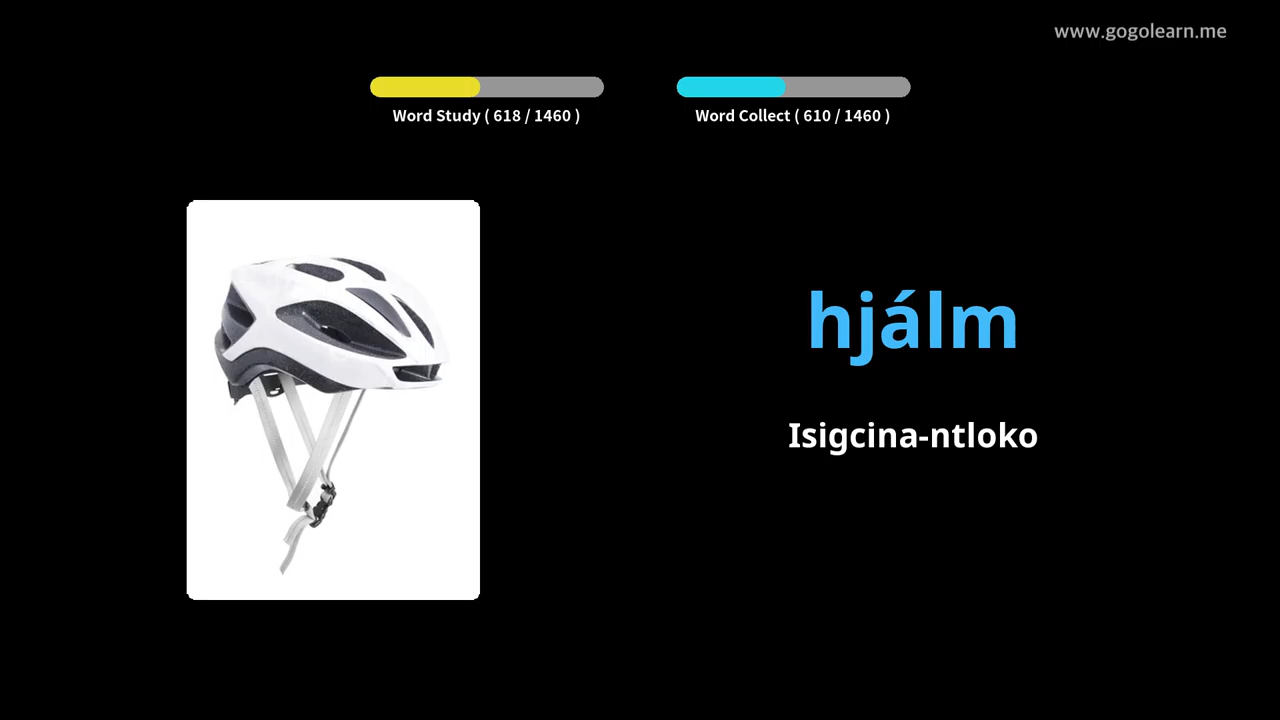 www.gogolearn.me
Word Study ( 618 / 1460 )
Word Collect ( 610 / 1460 )
hjálm
Isigcina-ntloko